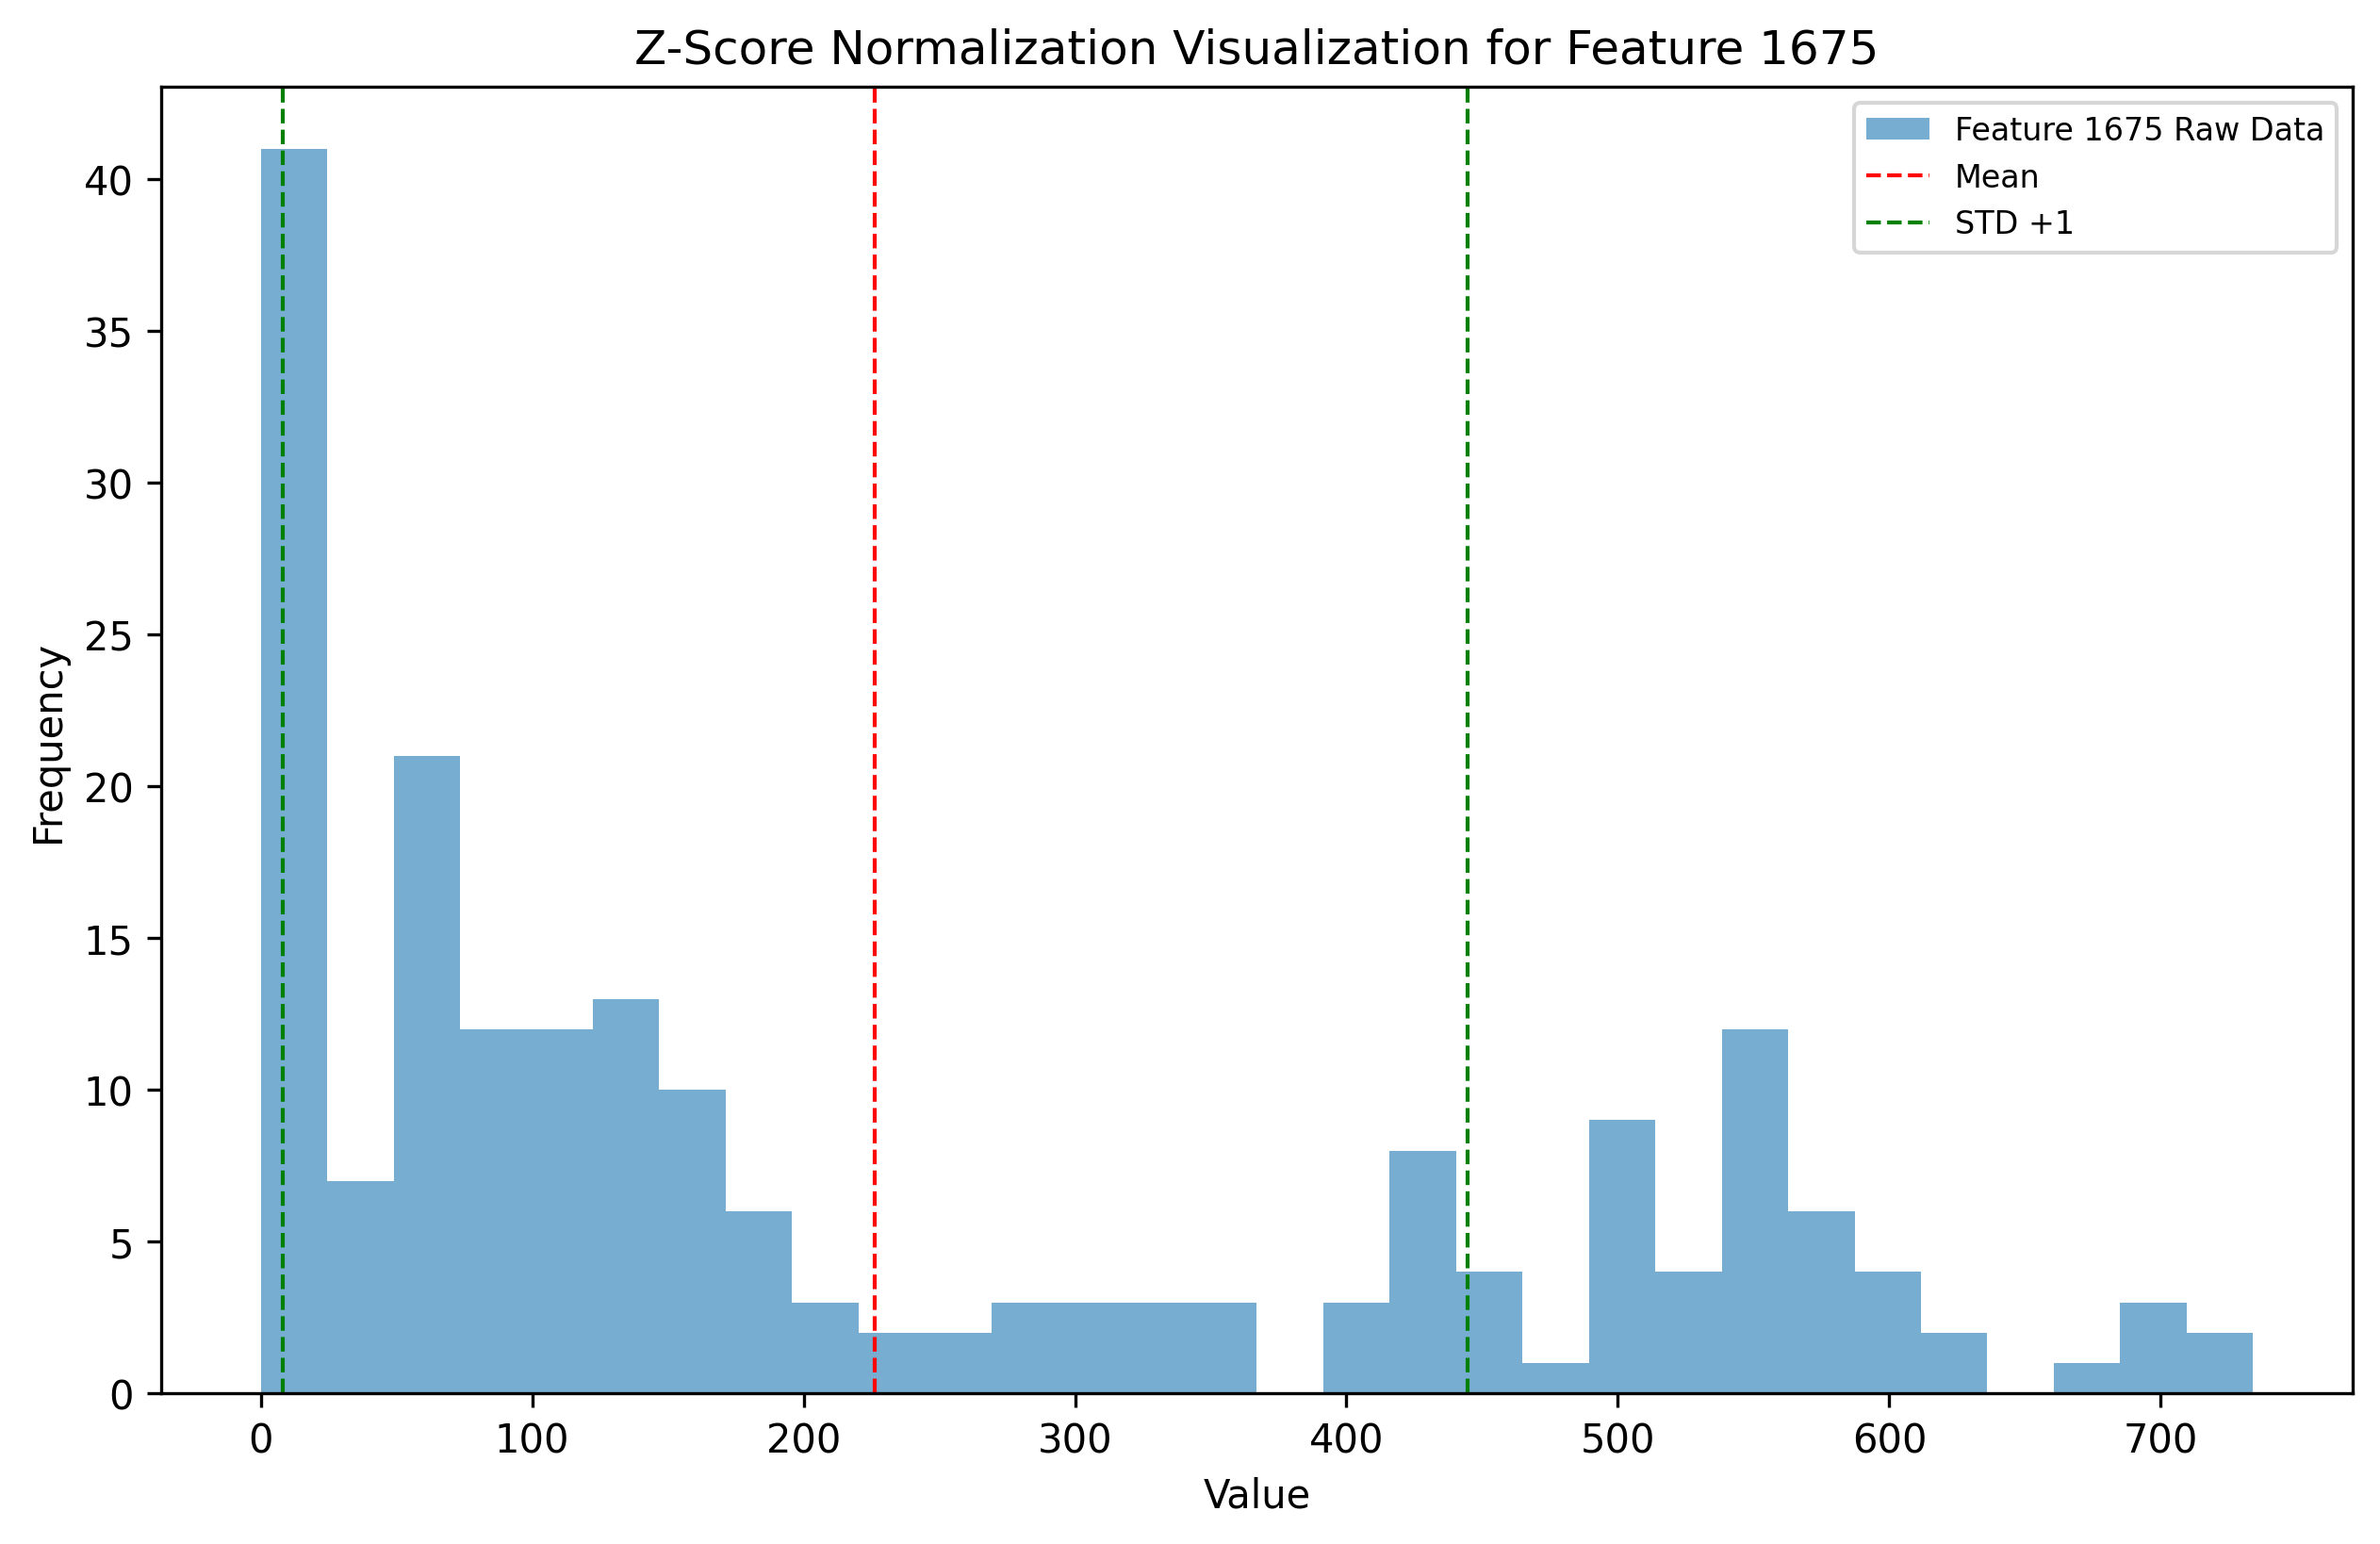 Z-Score Normalization Visualization for Feature 1675
Feature 1675 Raw Data
Mean
STD +1
Frequency
40
35
30
25
20
15
10
5
0
0 100 200 300 400 500 600 700
Value